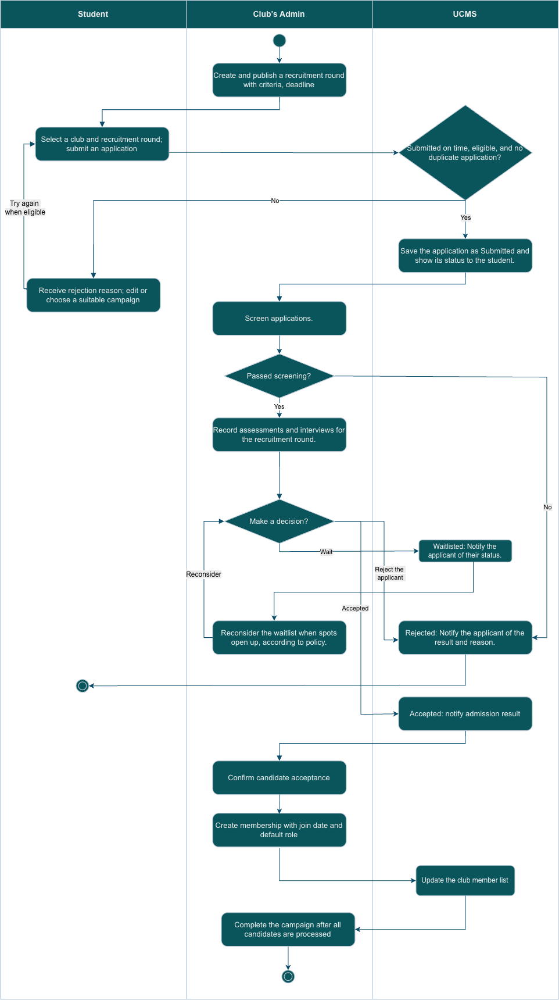 Student
Club's Admin
UCMS
Create and publish a recruitment round
with criteria, deadline
Select a club and recruitment round;
submit an application
Submitted on time, eligible, and no
duplicate application?
No
Try again
when eligible
Yes
Save the application as Submitted and
show its status to the student.
Receive rejection reason; edit or
choose a suitable campaign
Screen applications.
Passed screening?
Yes
Record assessments and interviews for
the recruitment round.
No
Make a decision?
Wait
Waitlisted: Notify the
applicant of their status.
Reconsider
Reject the
applicant
Accepted
Reconsider the waitlist when spots
open up, according to policy.
Rejected: Notify the applicant of the
result and reason.
Accepted: notify admission result
Confirm candidate acceptance
Create membership with join date and
default role
Update the club member list
Complete the campaign after all
candidates are processed